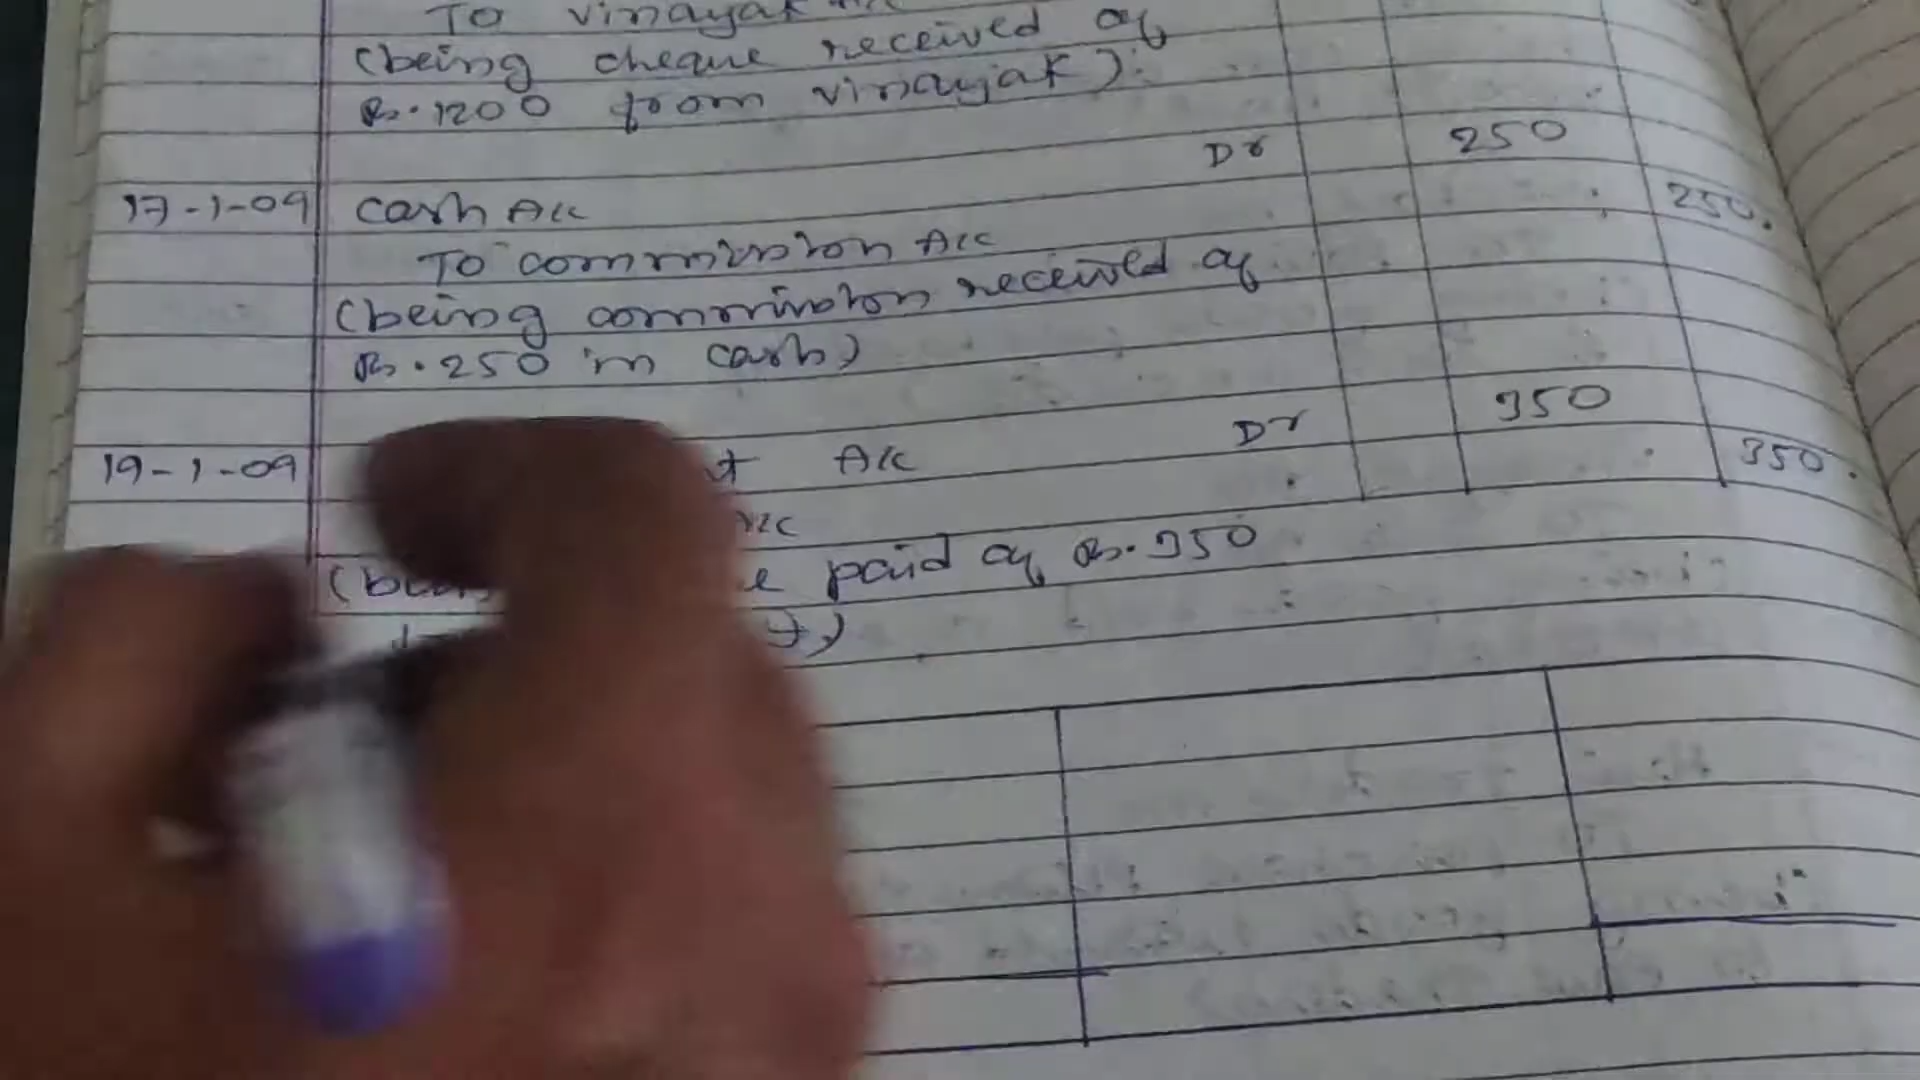 To vinayak A/c
(being cheque received of
Rs.1200 from vinayak).
Dr 250
17-1-09 cash A/c 250.
To commission A/c
(being commission received of
Rs.250 in cash)
Dr 350
19-1-09 A/c 350.
paid of Rs.350